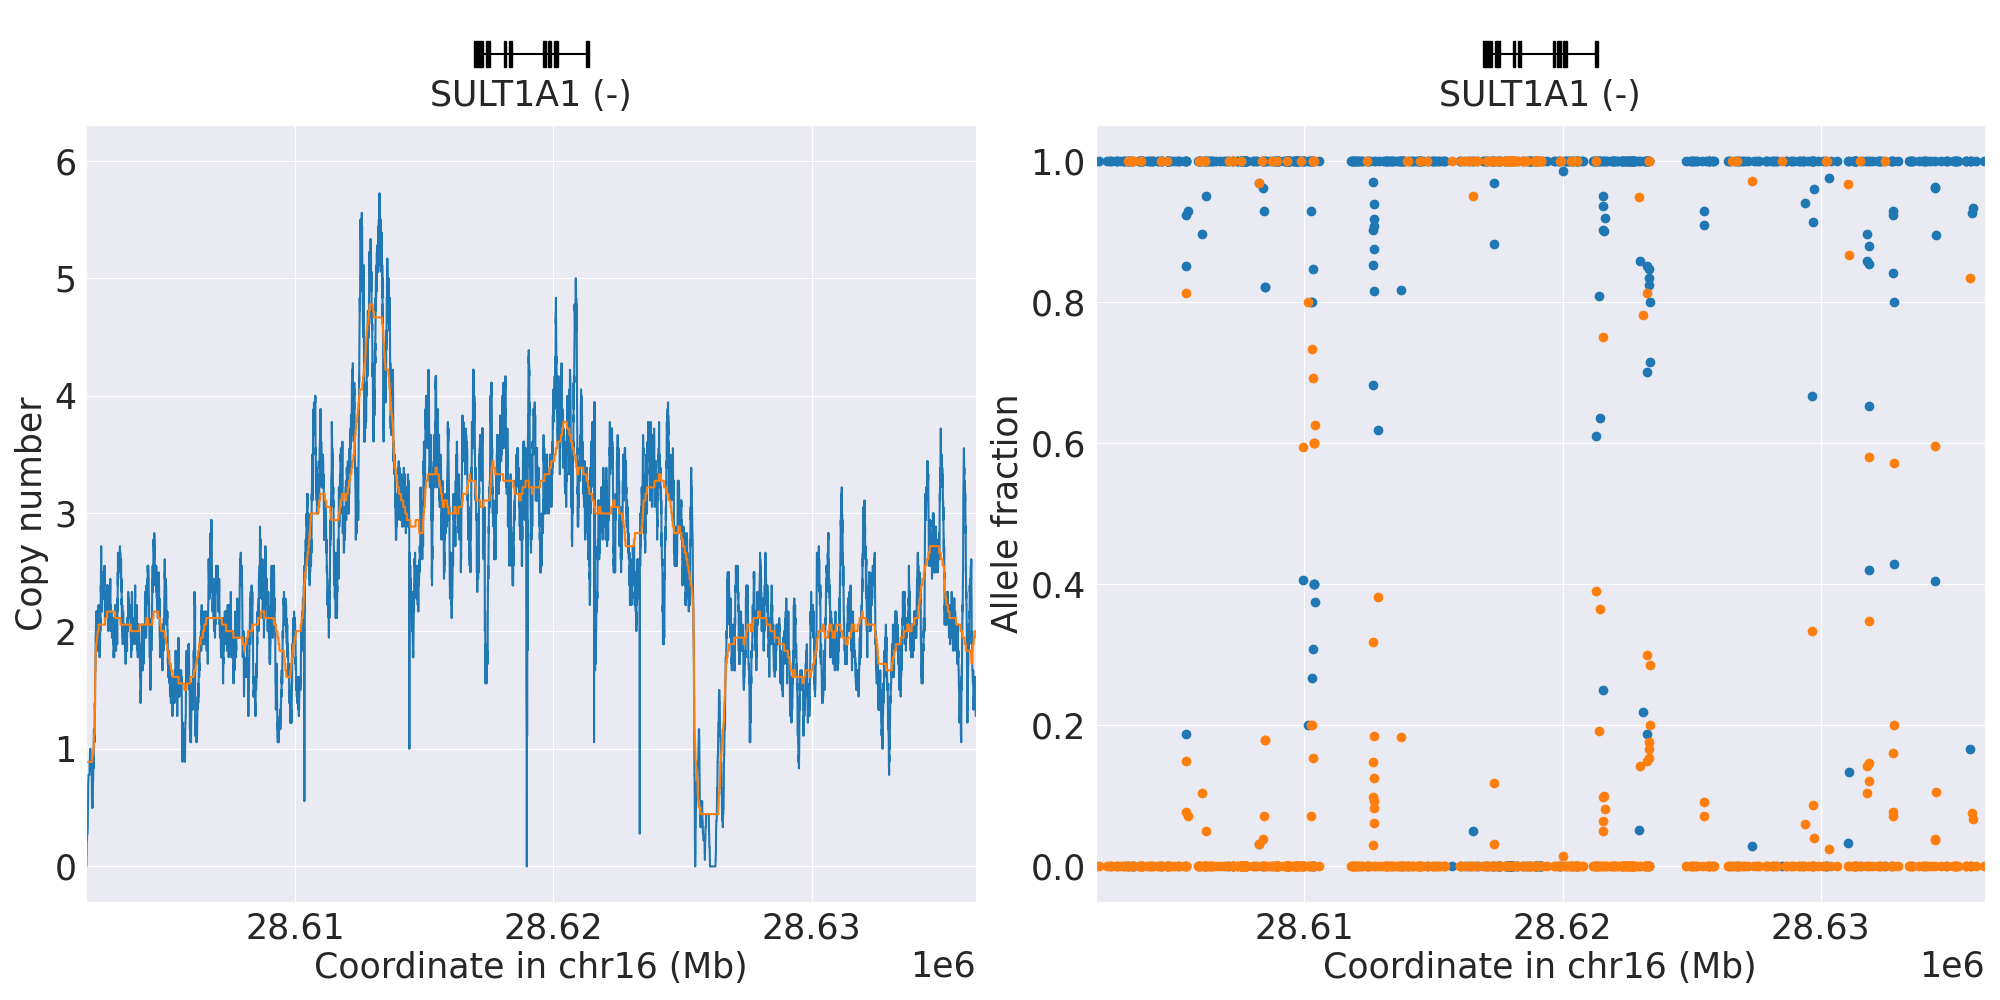 SULT1A1 (-)
6
5
4
3
2
1
0
Copy number
28.61
28.62
28.63
Coordinate in chr16 (Mb)
1e6
SULT1A1 (-)
1.0
0.8
0.6
0.4
0.2
0.0
Allele fraction
28.61
28.62
28.63
Coordinate in chr16 (Mb)
1e6